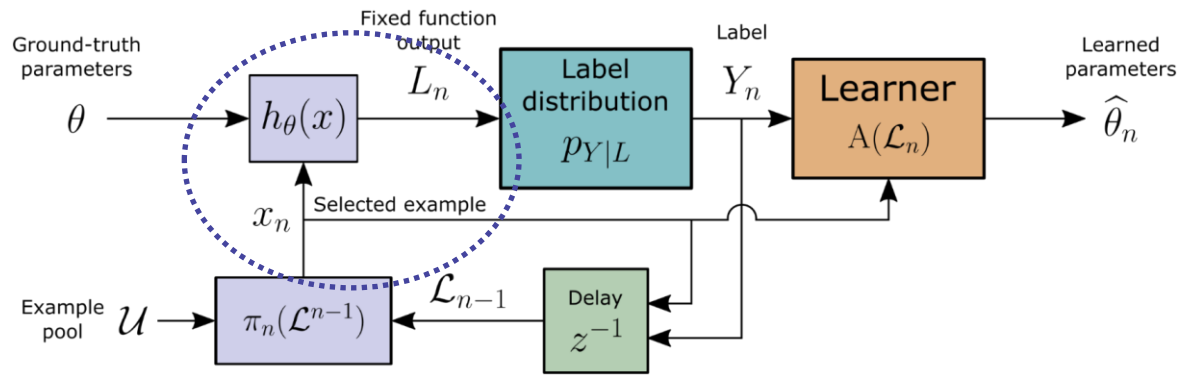 Ground-truth
parameters
θ
h_θ(x)
Fixed function
output
L_n
Label
distribution
p_{Y|L}
Label
Y_n
Learner
A(𝓛_n)
Learned
parameters
θ̂_n
x_n
Selected example
Example
pool
𝒰
π_n(𝓛^{n−1})
𝓛_{n−1}
Delay
z^{−1}